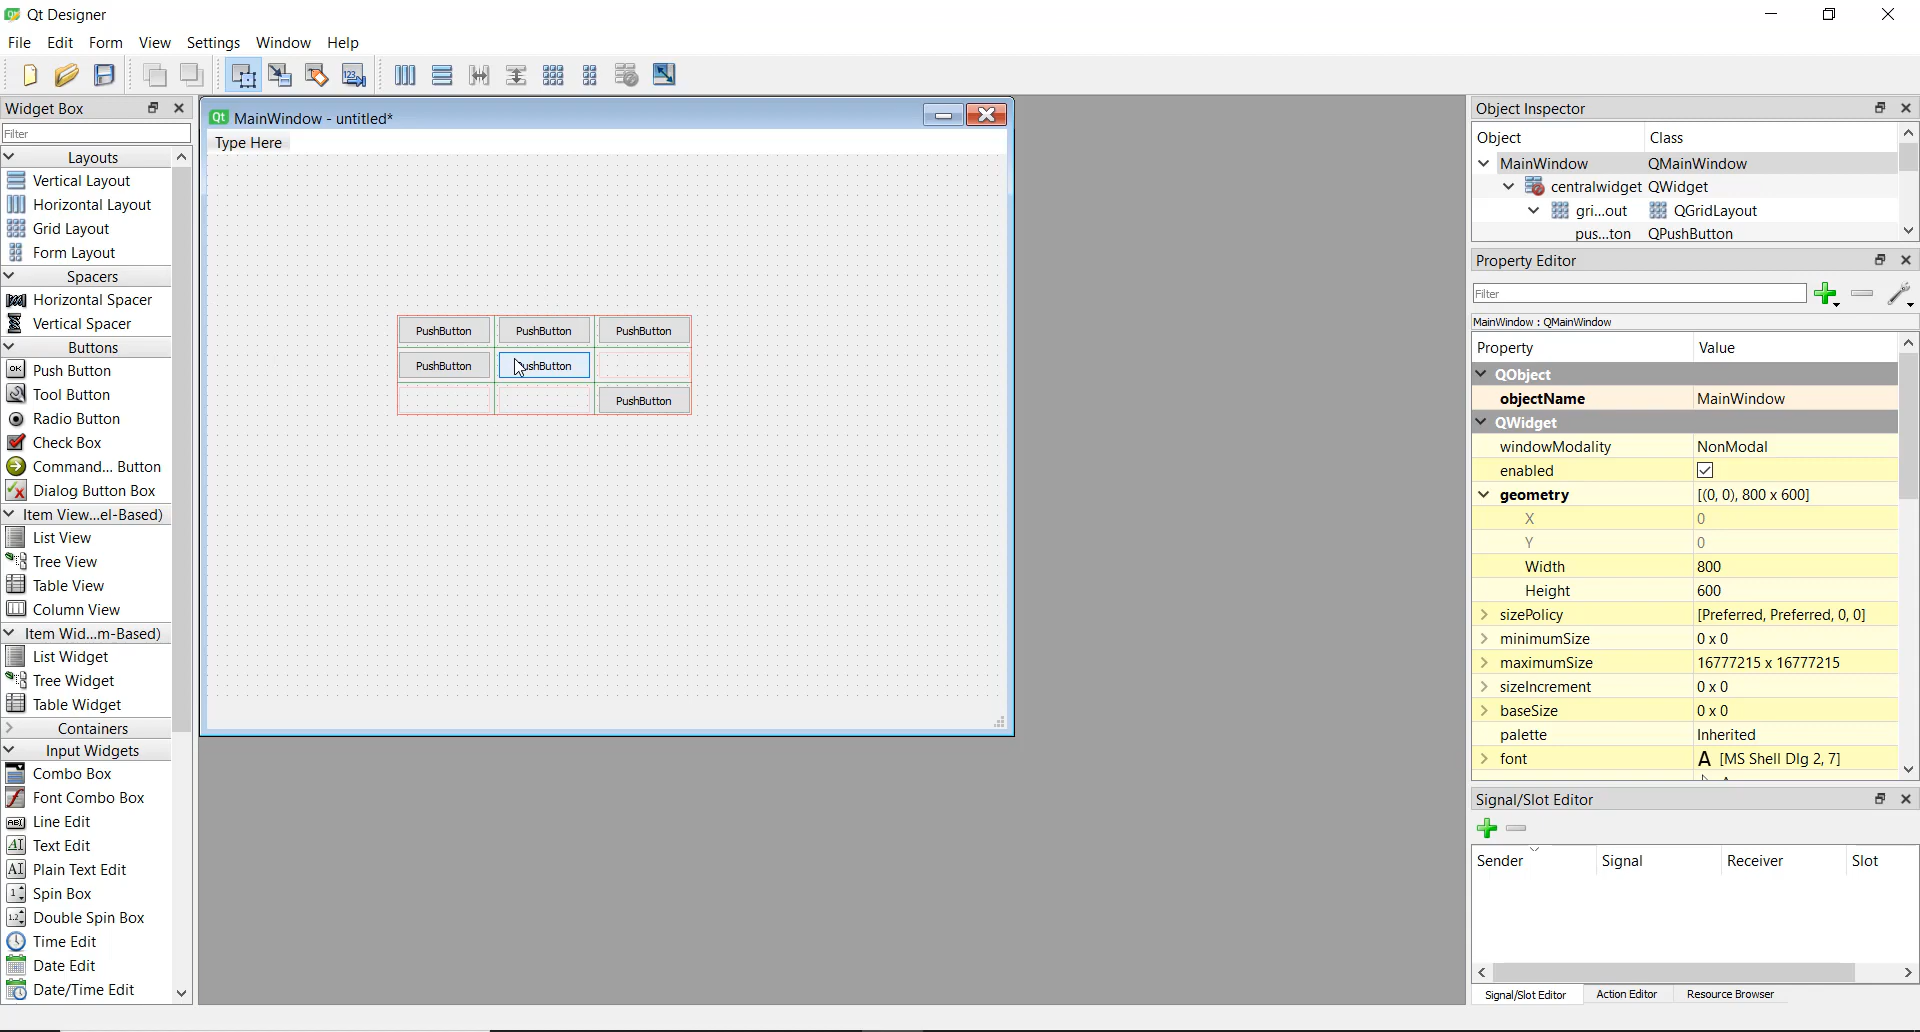 Qt Designer
File Edit Form View Settings Window Help
Widget Box
Filter
Layouts
Vertical Layout
Horizontal Layout
Grid Layout
Form Layout
Spacers
Horizontal Spacer
Vertical Spacer
Buttons
Push Button
Tool Button
Radio Button
Check Box
Command... Button
Dialog Button Box
Item View...el-Based)
List View
Tree View
Table View
Column View
Item Wid...m-Based)
List Widget
Tree Widget
Table Widget
Containers
Input Widgets
Combo Box
Font Combo Box
Line Edit
Text Edit
Plain Text Edit
Spin Box
Double Spin Box
Time Edit
Date Edit
Date/Time Edit
MainWindow - untitled*
Type Here
PushButton PushButton PushButton
PushButton PushButton
PushButton
Object Inspector
Object Class
MainWindow QMainWindow
centralwidget QWidget
gri...out QGridLayout
pus...ton QPushButton
Property Editor
Filter
MainWindow : QMainWindow
Property Value
QObject
objectName MainWindow
QWidget
windowModality NonModal
enabled
geometry [(0, 0), 800 x 600]
X 0
Y 0
Width 800
Height 600
sizePolicy [Preferred, Preferred, 0, 0]
minimumSize 0 x 0
maximumSize 16777215 x 16777215
sizeIncrement 0 x 0
baseSize 0 x 0
palette Inherited
font A [MS Shell Dlg 2, 7]
Signal/Slot Editor
Sender Signal Receiver Slot
Signal/Slot Editor Action Editor Resource Browser